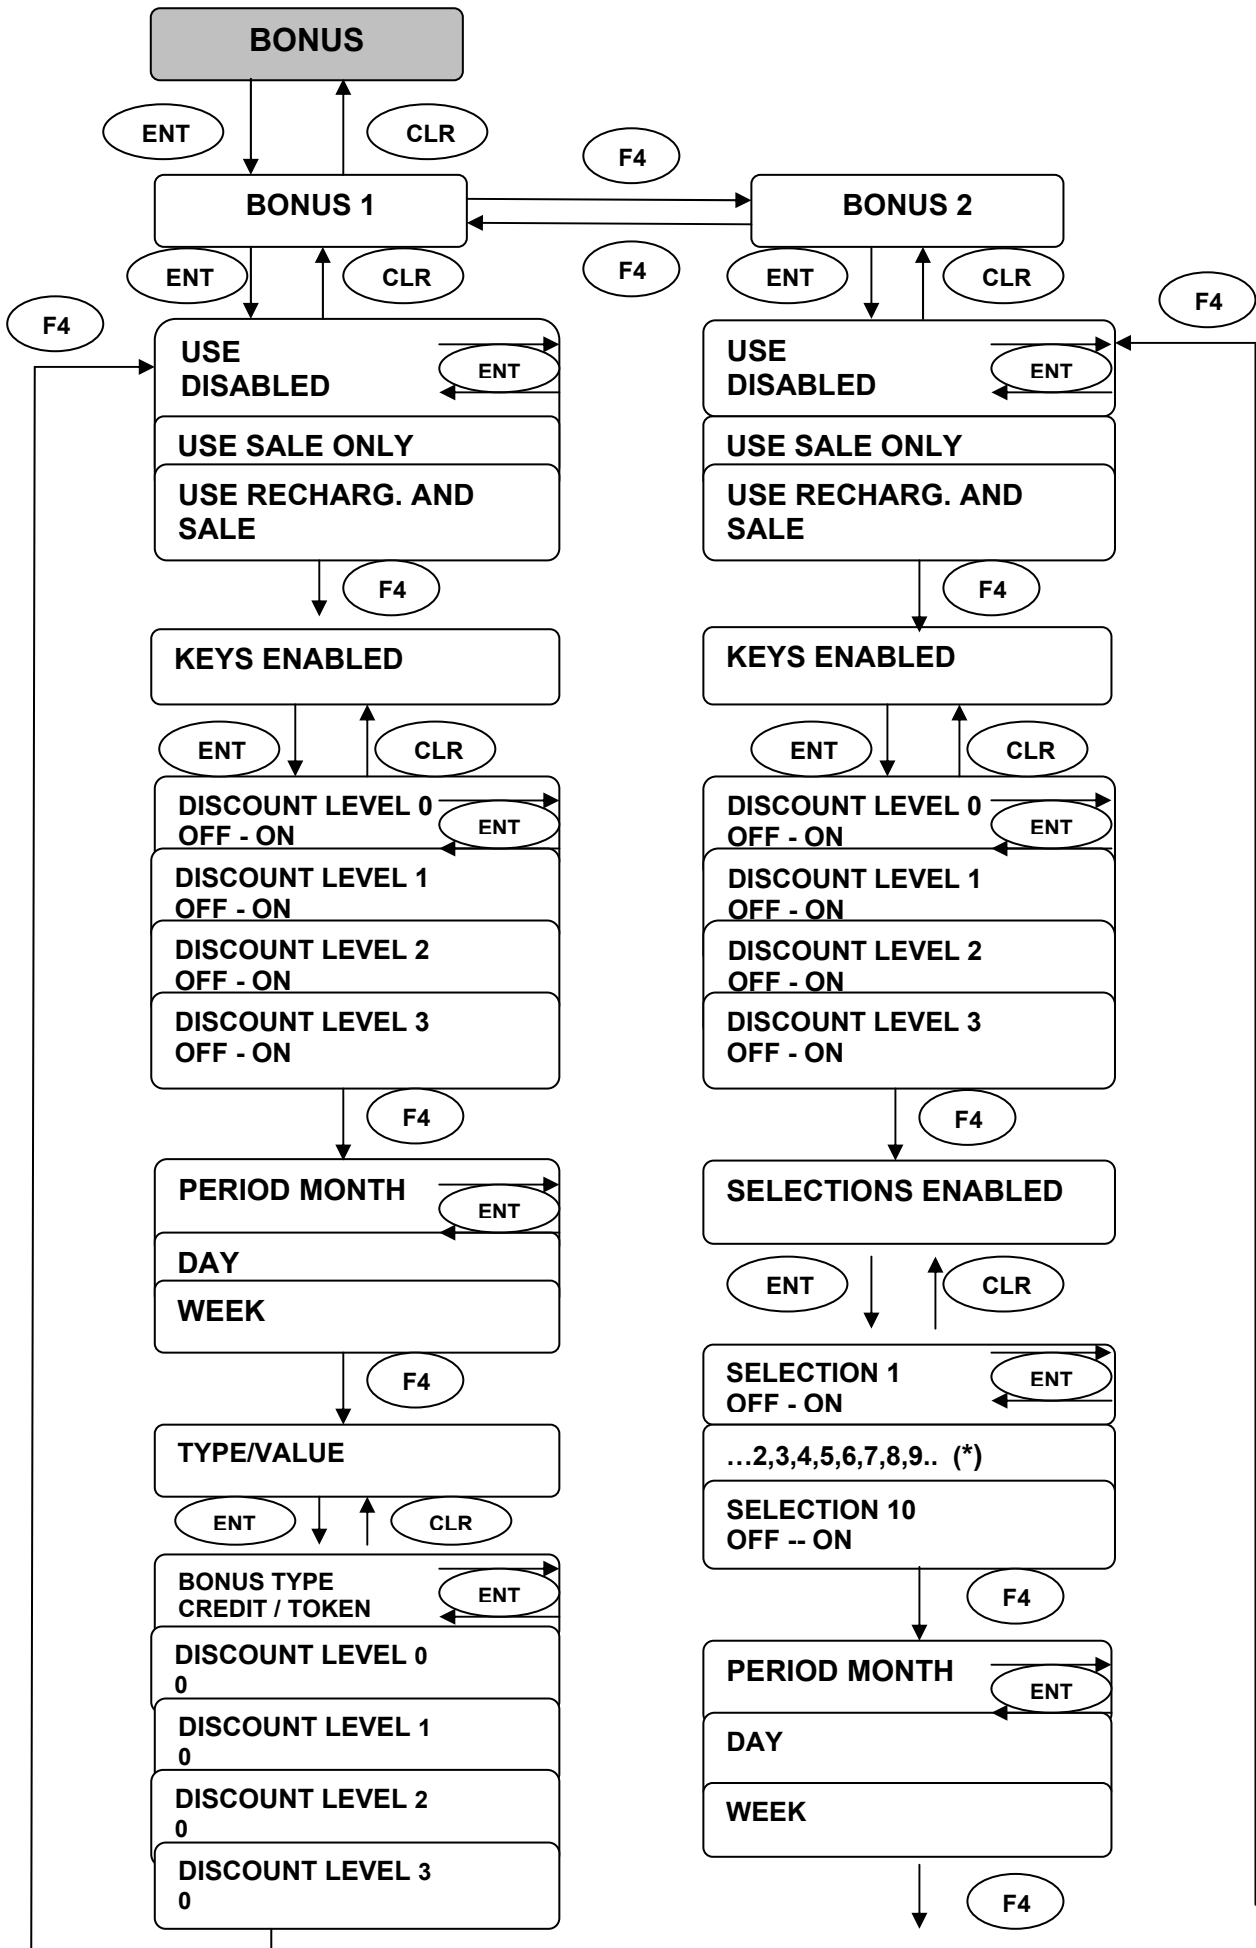 BONUS
ENT
CLR
F4
BONUS 1
BONUS 2
F4
ENT
CLR
ENT
CLR
F4
F4
USE
DISABLED
ENT
USE SALE ONLY
USE RECHARG. AND
SALE
F4
KEYS ENABLED
ENT
CLR
DISCOUNT LEVEL 0
OFF - ON
ENT
DISCOUNT LEVEL 1
OFF - ON
DISCOUNT LEVEL 2
OFF - ON
DISCOUNT LEVEL 3
OFF - ON
F4
PERIOD MONTH
ENT
DAY
WEEK
F4
TYPE/VALUE
ENT
CLR
BONUS TYPE
CREDIT / TOKEN
ENT
DISCOUNT LEVEL 0
0
DISCOUNT LEVEL 1
0
DISCOUNT LEVEL 2
0
DISCOUNT LEVEL 3
0
USE
DISABLED
ENT
USE SALE ONLY
USE RECHARG. AND
SALE
F4
KEYS ENABLED
ENT
CLR
DISCOUNT LEVEL 0
OFF - ON
ENT
DISCOUNT LEVEL 1
OFF - ON
DISCOUNT LEVEL 2
OFF - ON
DISCOUNT LEVEL 3
OFF - ON
F4
SELECTIONS ENABLED
ENT
CLR
SELECTION 1
OFF - ON
ENT
...2,3,4,5,6,7,8,9.. (*)
SELECTION 10
OFF -- ON
F4
PERIOD MONTH
ENT
DAY
WEEK
F4